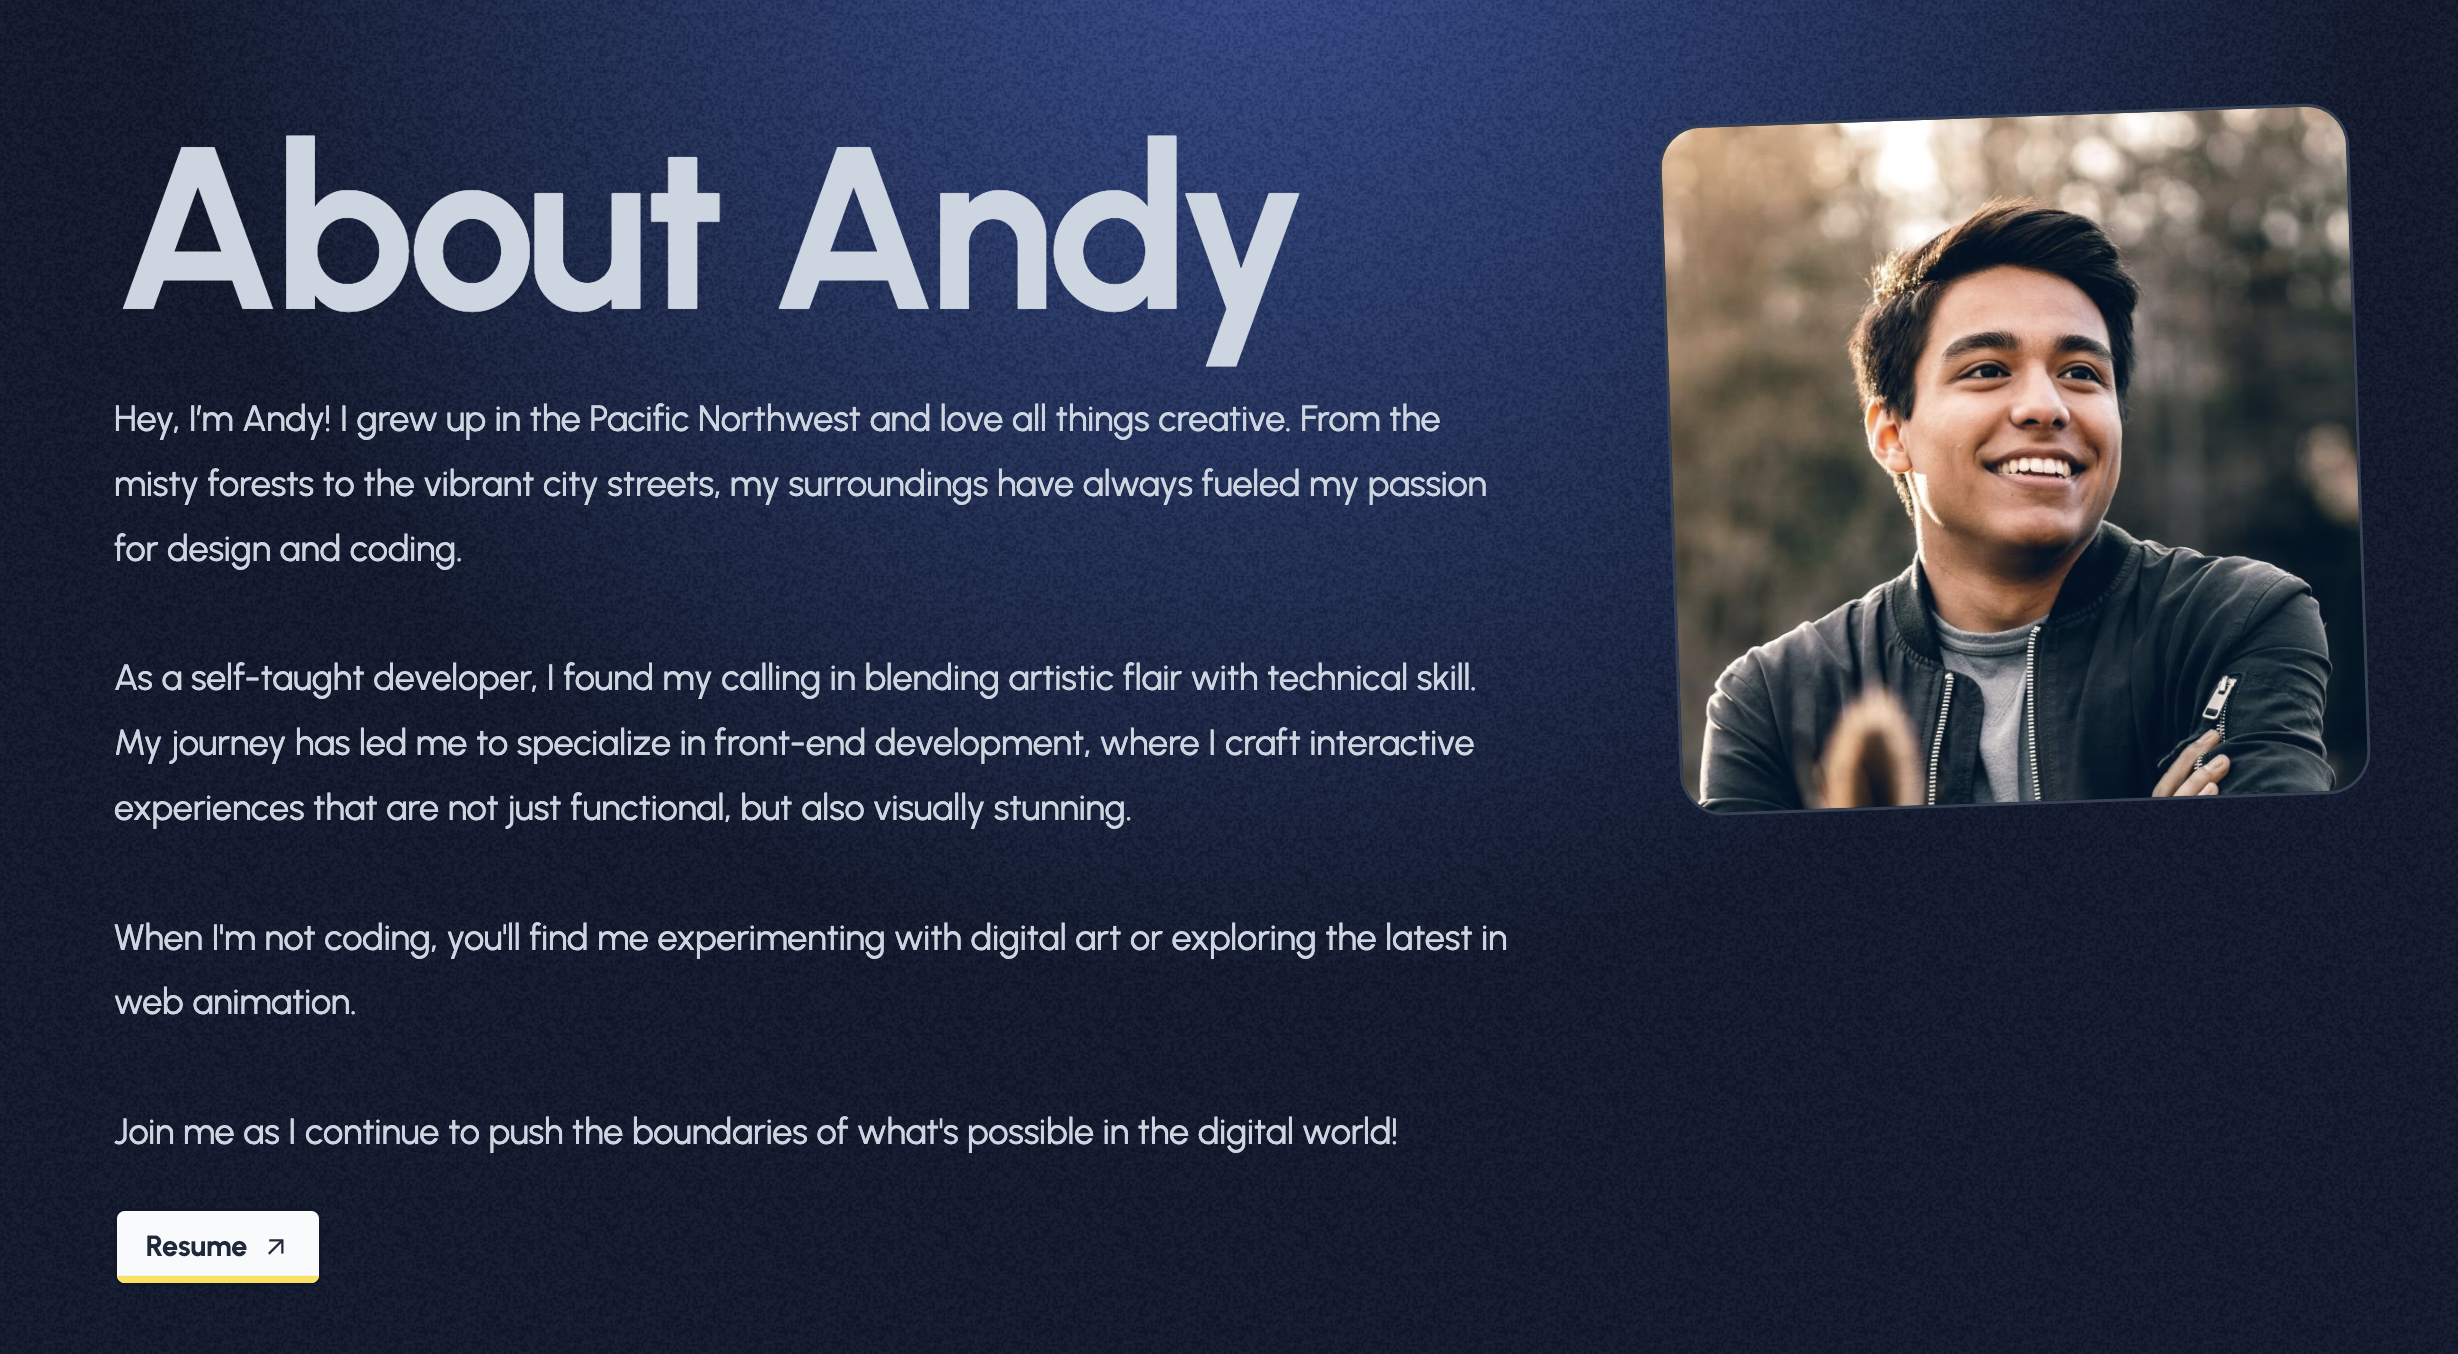 About Andy
Hey, I’m Andy! I grew up in the Pacific Northwest and love all things creative. From the
misty forests to the vibrant city streets, my surroundings have always fueled my passion
for design and coding.
As a self-taught developer, I found my calling in blending artistic flair with technical skill.
My journey has led me to specialize in front-end development, where I craft interactive
experiences that are not just functional, but also visually stunning.
When I'm not coding, you'll find me experimenting with digital art or exploring the latest in
web animation.
Join me as I continue to push the boundaries of what's possible in the digital world!
Resume